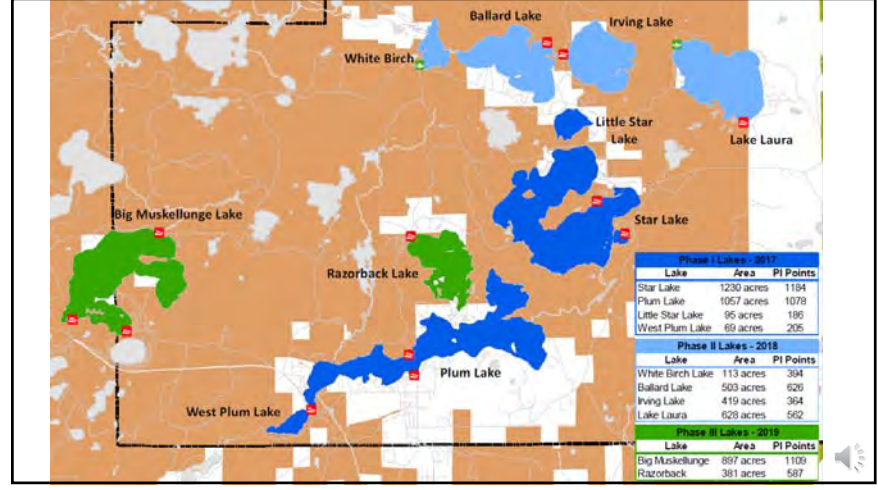 Ballard Lake
Irving Lake
White Birch
Little Star
Lake
Lake Laura
Big Muskellunge Lake
Star Lake
Razorback Lake
Plum Lake
West Plum Lake
Phase I Lakes - 2017
Lake Area PI Points
Star Lake 1230 acres 1184
Plum Lake 1057 acres 1078
Little Star Lake 95 acres 186
West Plum Lake 69 acres 205
Phase II Lakes - 2018
Lake Area PI Points
White Birch Lake 113 acres 394
Ballard Lake 503 acres 626
Irving Lake 419 acres 364
Lake Laura 628 acres 562
Phase III Lakes - 2019
Lake Area PI Points
Big Muskellunge 897 acres 1109
Razorback 381 acres 587